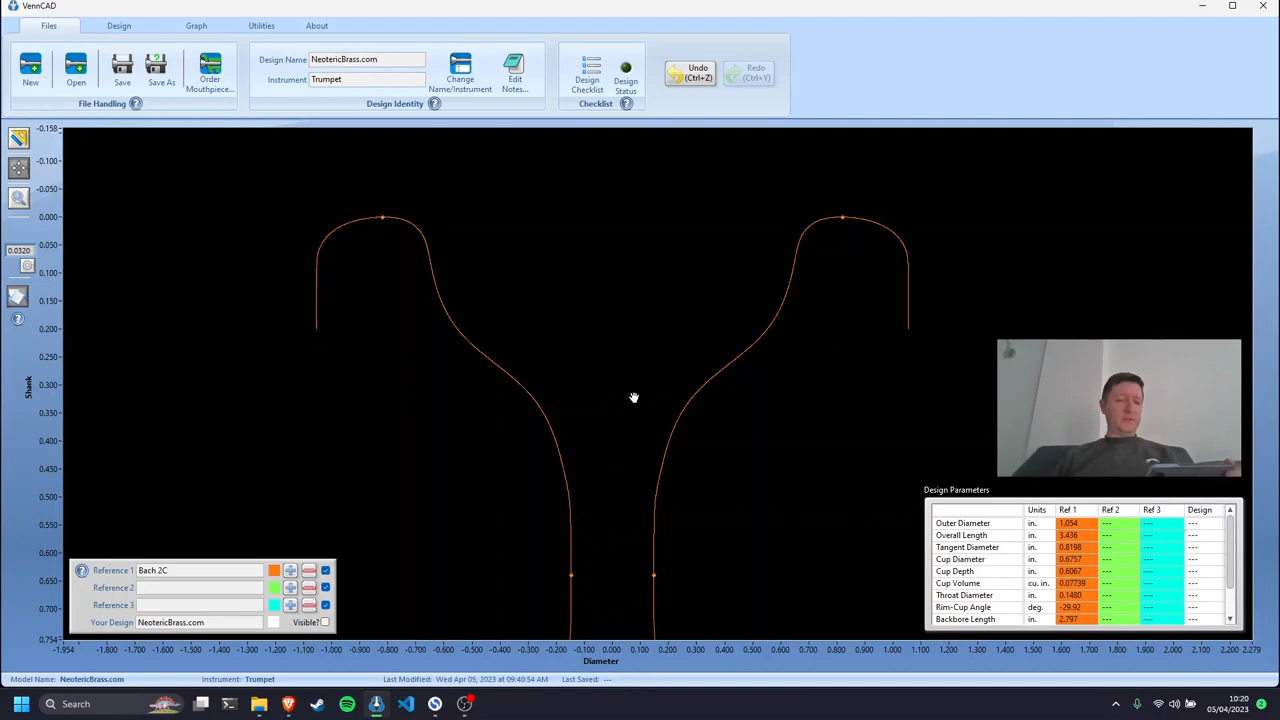 VennCAD
Files Design Graph Utilities About
New Open Save Save As Order Mouthpiece...
File Handling
Design Name NeotericBrass.com
Instrument Trumpet
Change Name/Instrument
Edit Notes...
Design Identity
Design Checklist
Design Status
Checklist
Undo (Ctrl+Z)
Redo (Ctrl+Y)
0.0320
-0.158
-0.100
-0.050
0.000
0.050
0.100
0.150
0.200
0.250
0.300
0.350
0.400
0.450
0.500
0.550
0.600
0.650
0.700
0.754
Shank
Design Parameters
Units Ref 1 Ref 2 Ref 3 Design
Outer Diameter in. 1.054 --- --- ---
Overall Length in. 3.436 --- --- ---
Tangent Diameter in. 0.8198 --- --- ---
Cup Diameter in. 0.6757 --- --- ---
Cup Depth in. 0.6067 --- --- ---
Cup Volume cu. in. 0.07739 --- --- ---
Throat Diameter in. 0.1480 --- --- ---
Rim-Cup Angle deg. -29.92 --- --- ---
Backbore Length in. 2.797 --- --- ---
Reference 1 Bach 2C
Reference 2
Reference 3
Your Design NeotericBrass.com Visible?
-1.954 -1.800 -1.700 -1.600 -1.500 -1.400 -1.300 -1.200 -1.100 -1.000 -0.900 -0.800 -0.700 -0.600 -0.500 -0.400 -0.300 -0.200 -0.100 0.000 0.100 0.200 0.300 0.400 0.500 0.600 0.700 0.800 0.900 1.000 1.100 1.200 1.300 1.400 1.500 1.600 1.700 1.800 1.900 2.000 2.100 2.279
Diameter
Model Name: NeotericBrass.com Instrument: Trumpet Last Modified: Wed Apr 05, 2023 at 09:40:54 AM Last Saved: ---
Search
10:20
05/04/2023
2